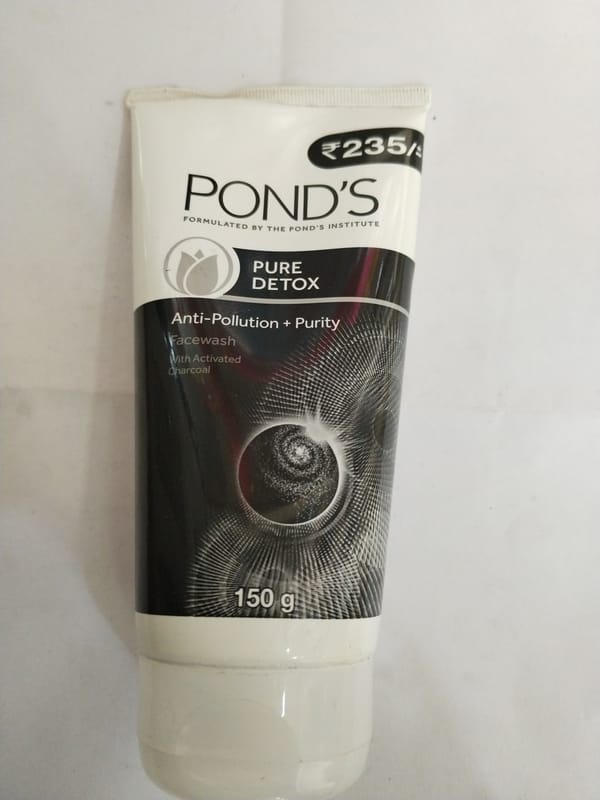 ₹235/-
POND'S
FORMULATED BY THE POND'S INSTITUTE
PURE
DETOX
Anti-Pollution + Purity
Facewash
With Activated
Charcoal
150 g